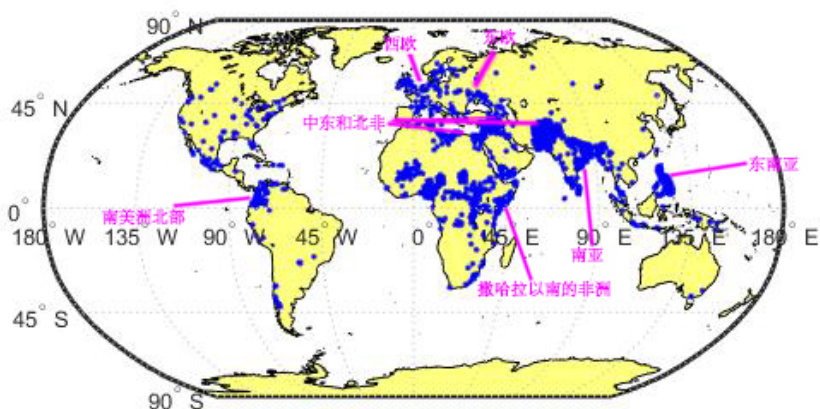 90° N
西欧
东欧
45° N
中东和北非
东南亚
南美洲北部
0°
180° W
135° W
90° W
45° W
0°
45° E
90° E
135° E
180° E
南亚
撒哈拉以南的非洲
45° S
90° S